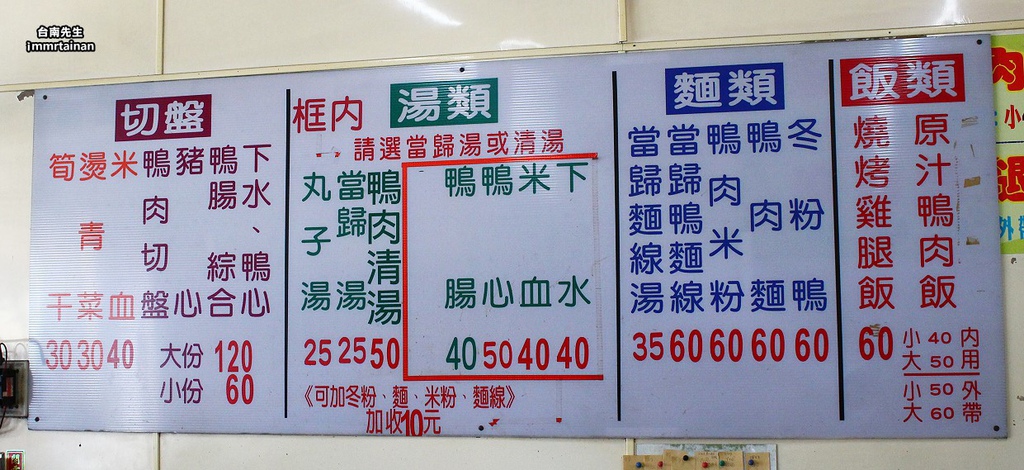 台南先生
jmmrtainan
切盤
下水、鴨心
鴨腸、綜合
豬心
鴨肉切盤
米血
燙青菜
筍干
大份 120
小份 60
40
30
30
湯類
框內
請選當歸湯或清湯
下水 40
米血 40
鴨心 50
鴨腸 40
鴨肉清湯 50
當歸湯 25
丸子湯 25
《可加冬粉、麵、米粉、麵線》
加收10元
麵類
冬粉鴨 60
鴨肉麵 60
鴨肉米粉 60
當歸鴨麵線 60
當歸麵線湯 35
飯類
原汁鴨肉飯
內用
小 40
大 50
外帶
小 50
大 60
燒烤雞腿飯 60
肉
小
外帶